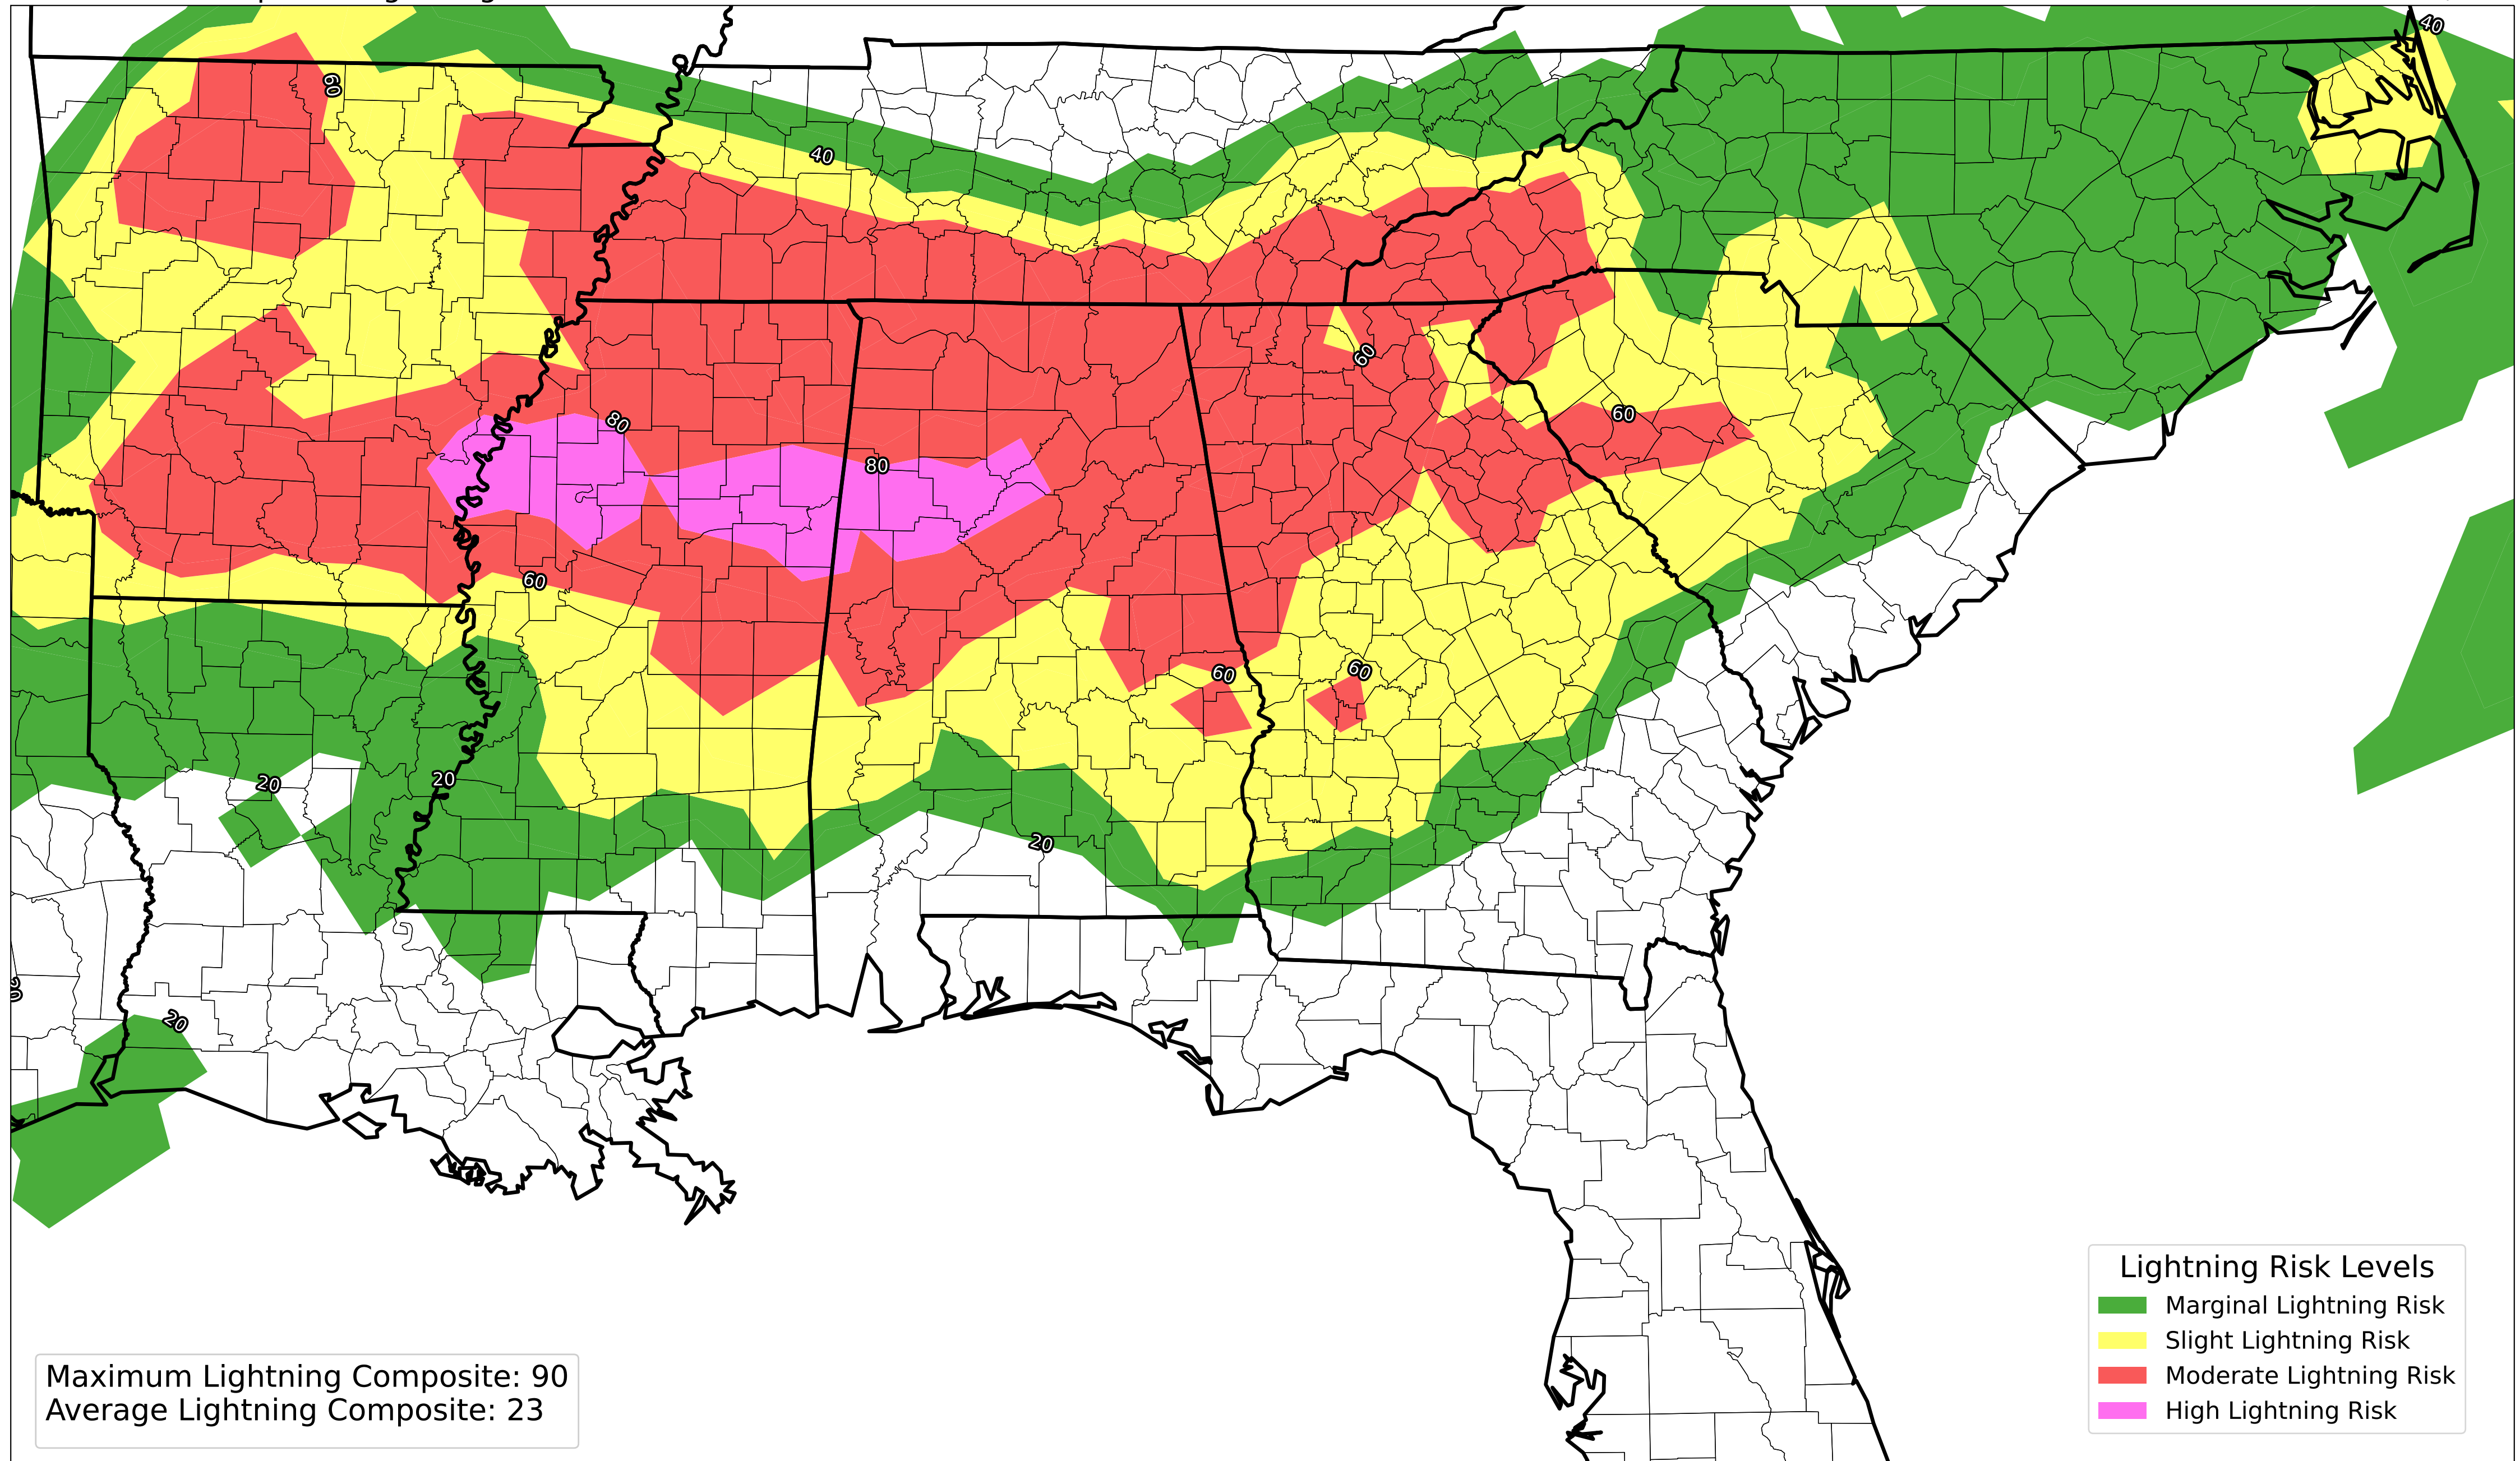 40
60
40
60
60
80
80
60
60
60
20
20
20
20
Lightning Risk Levels
Marginal Lightning Risk
Slight Lightning Risk
Moderate Lightning Risk
High Lightning Risk
Maximum Lightning Composite: 90
Average Lightning Composite: 23